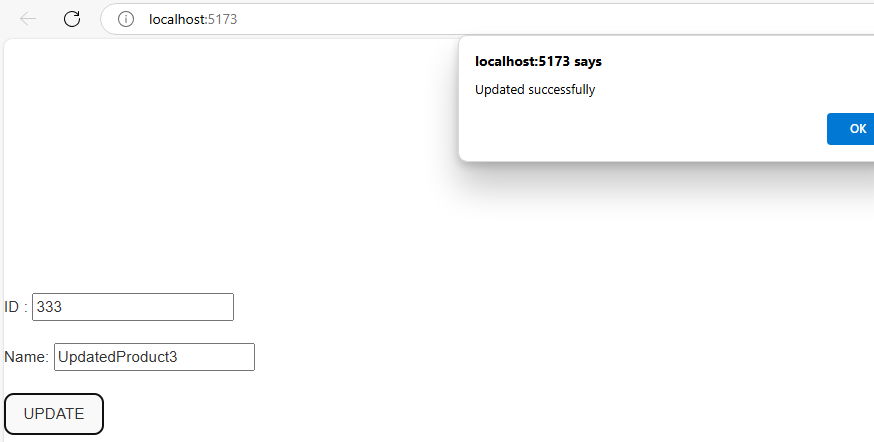 localhost:5173
localhost:5173 says
Updated successfully
OK
ID : 333
Name: UpdatedProduct3
UPDATE